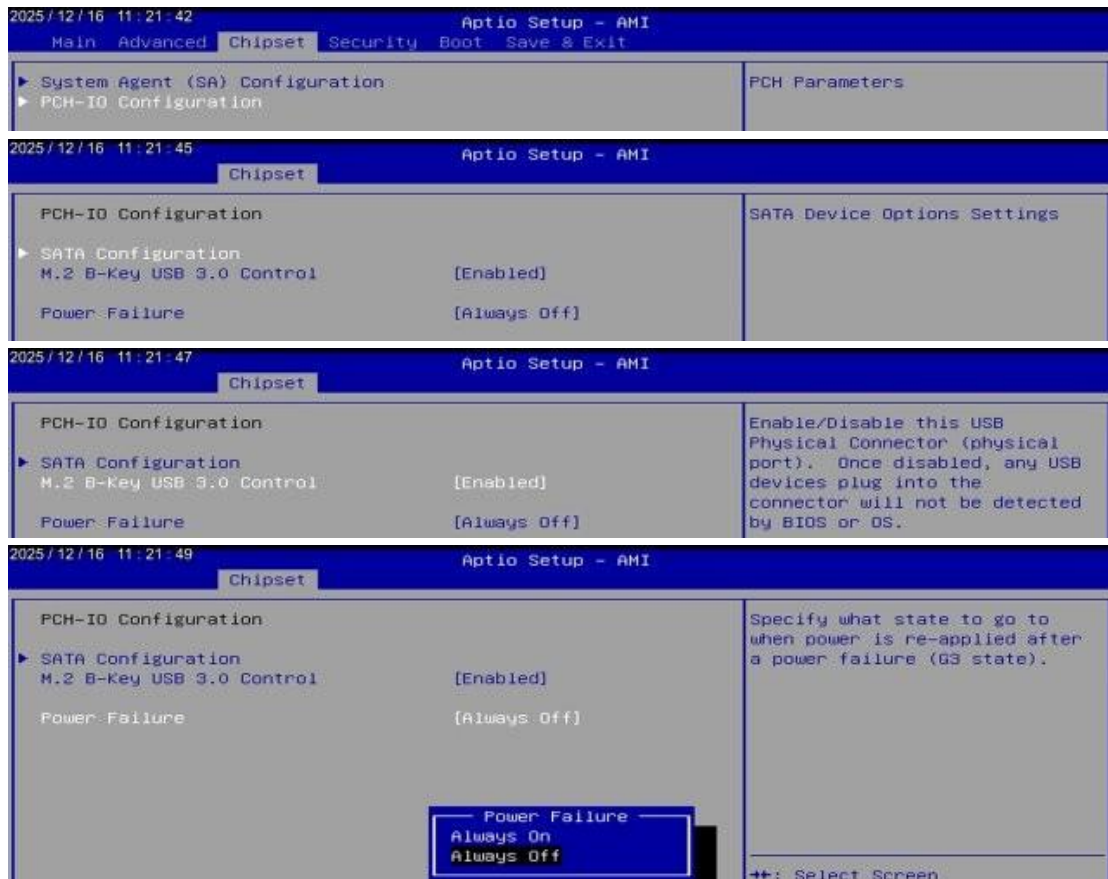 2025/12/16 11:21:42
Aptio Setup - AMI
Main Advanced Chipset Security Boot Save & Exit
▶ System Agent (SA) Configuration
▶ PCH-IO Configuration
PCH Parameters
2025/12/16 11:21:45
Aptio Setup - AMI
Chipset
PCH-IO Configuration
▶ SATA Configuration
M.2 B-Key USB 3.0 Control [Enabled]
Power Failure [Always Off]
SATA Device Options Settings
2025/12/16 11:21:47
Aptio Setup - AMI
Chipset
PCH-IO Configuration
▶ SATA Configuration
M.2 B-Key USB 3.0 Control [Enabled]
Power Failure [Always Off]
Enable/Disable this USB
Physical Connector (physical
port). Once disabled, any USB
devices plug into the
connector will not be detected
by BIOS or OS.
2025/12/16 11:21:49
Aptio Setup - AMI
Chipset
PCH-IO Configuration
▶ SATA Configuration
M.2 B-Key USB 3.0 Control [Enabled]
Power Failure [Always Off]
Power Failure
Always On
Always Off
Specify what state to go to
when power is re-applied after
a power failure (G3 state).
→←: Select Screen